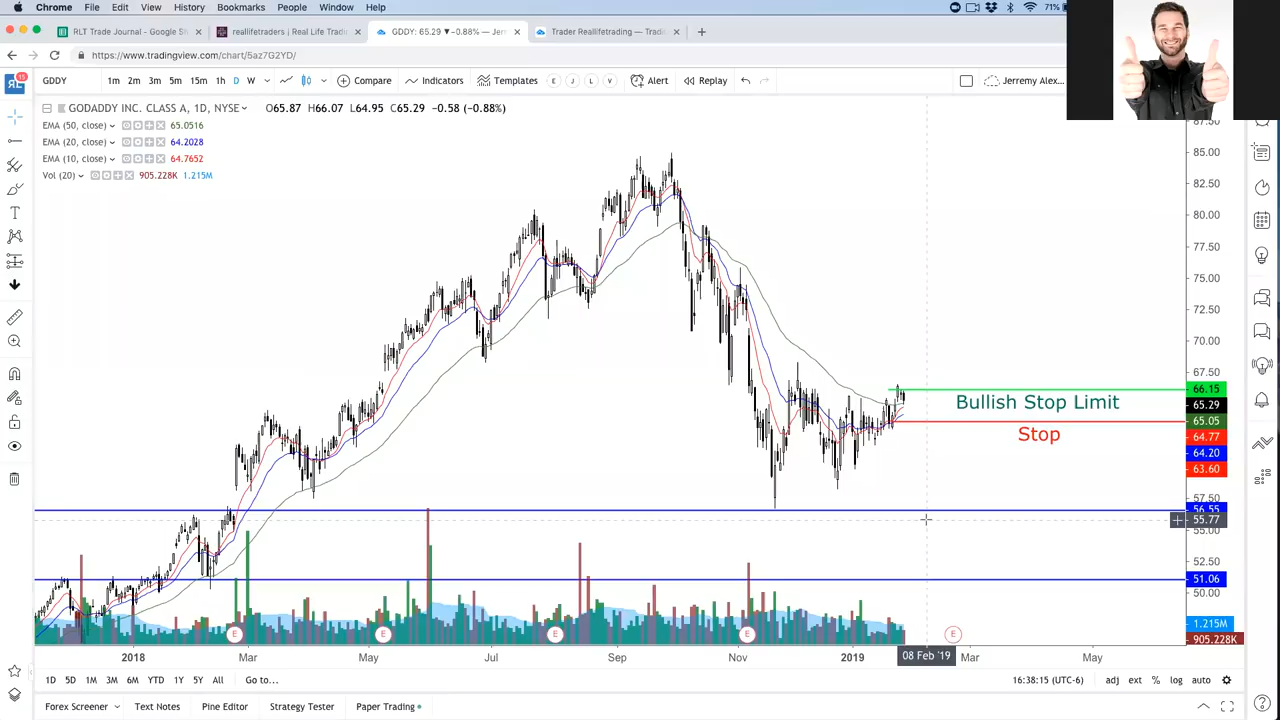 Chrome File Edit View History Bookmarks People Window Help 71%
RLT Trade Journal - Google Sh
reallifetraders | Real Life Tradi
GDDY: 65.29 ▼−0.88% — Jerr
Trader Reallifetrading — Tradi
https://www.tradingview.com/chart/5az7G2YD/
15
GDDY 1m 2m 3m 5m 15m 1h D W Compare Indicators Templates E J L V Alert Replay Jerremy Alex...
GODADDY INC. CLASS A, 1D, NYSE O65.87 H66.07 L64.95 C65.29 −0.58 (−0.88%)
EMA (50, close) 65.0516
EMA (20, close) 64.2028
EMA (10, close) 64.7652
Vol (20) 905.228K 1.215M
87.50
85.00
82.50
80.00
77.50
75.00
72.50
70.00
67.50
66.15
Bullish Stop Limit 65.29
65.05
Stop 64.77
64.20
63.60
57.50
56.55
55.77
55.00
52.50
51.06
50.00
1.215M
E E E E E 905.228K
2018 Mar May Jul Sep Nov 2019 08 Feb '19 Mar May
1D 5D 1M 3M 6M YTD 1Y 5Y All Go to... 16:38:15 (UTC-6) adj ext % log auto
Forex Screener Text Notes Pine Editor Strategy Tester Paper Trading